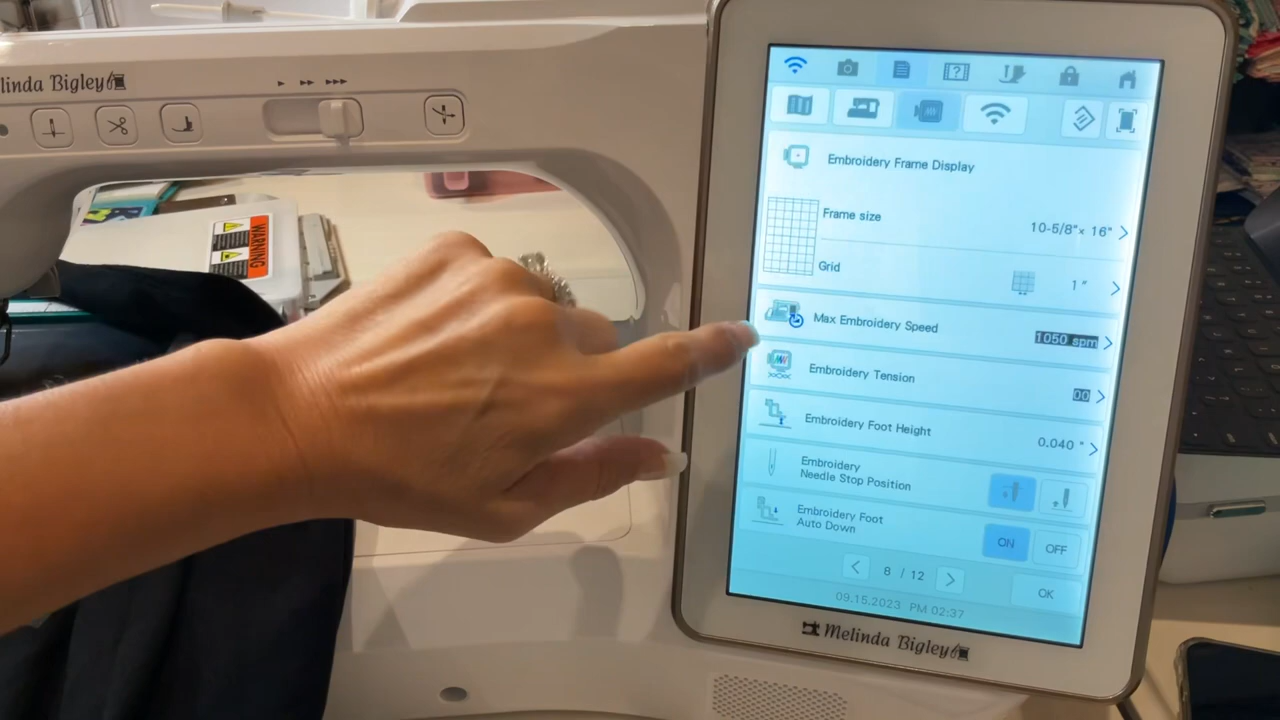 linda Bigley
WARNING
Embroidery Frame Display
Frame size
10-5/8"× 16"
Grid
1 "
Max Embroidery Speed
1050 spm
Embroidery Tension
00
Embroidery Foot Height
0.040 "
Embroidery
Needle Stop Position
Embroidery Foot
Auto Down
ON
OFF
8 / 12
OK
09.15.2023 PM 02:37
Melinda Bigley